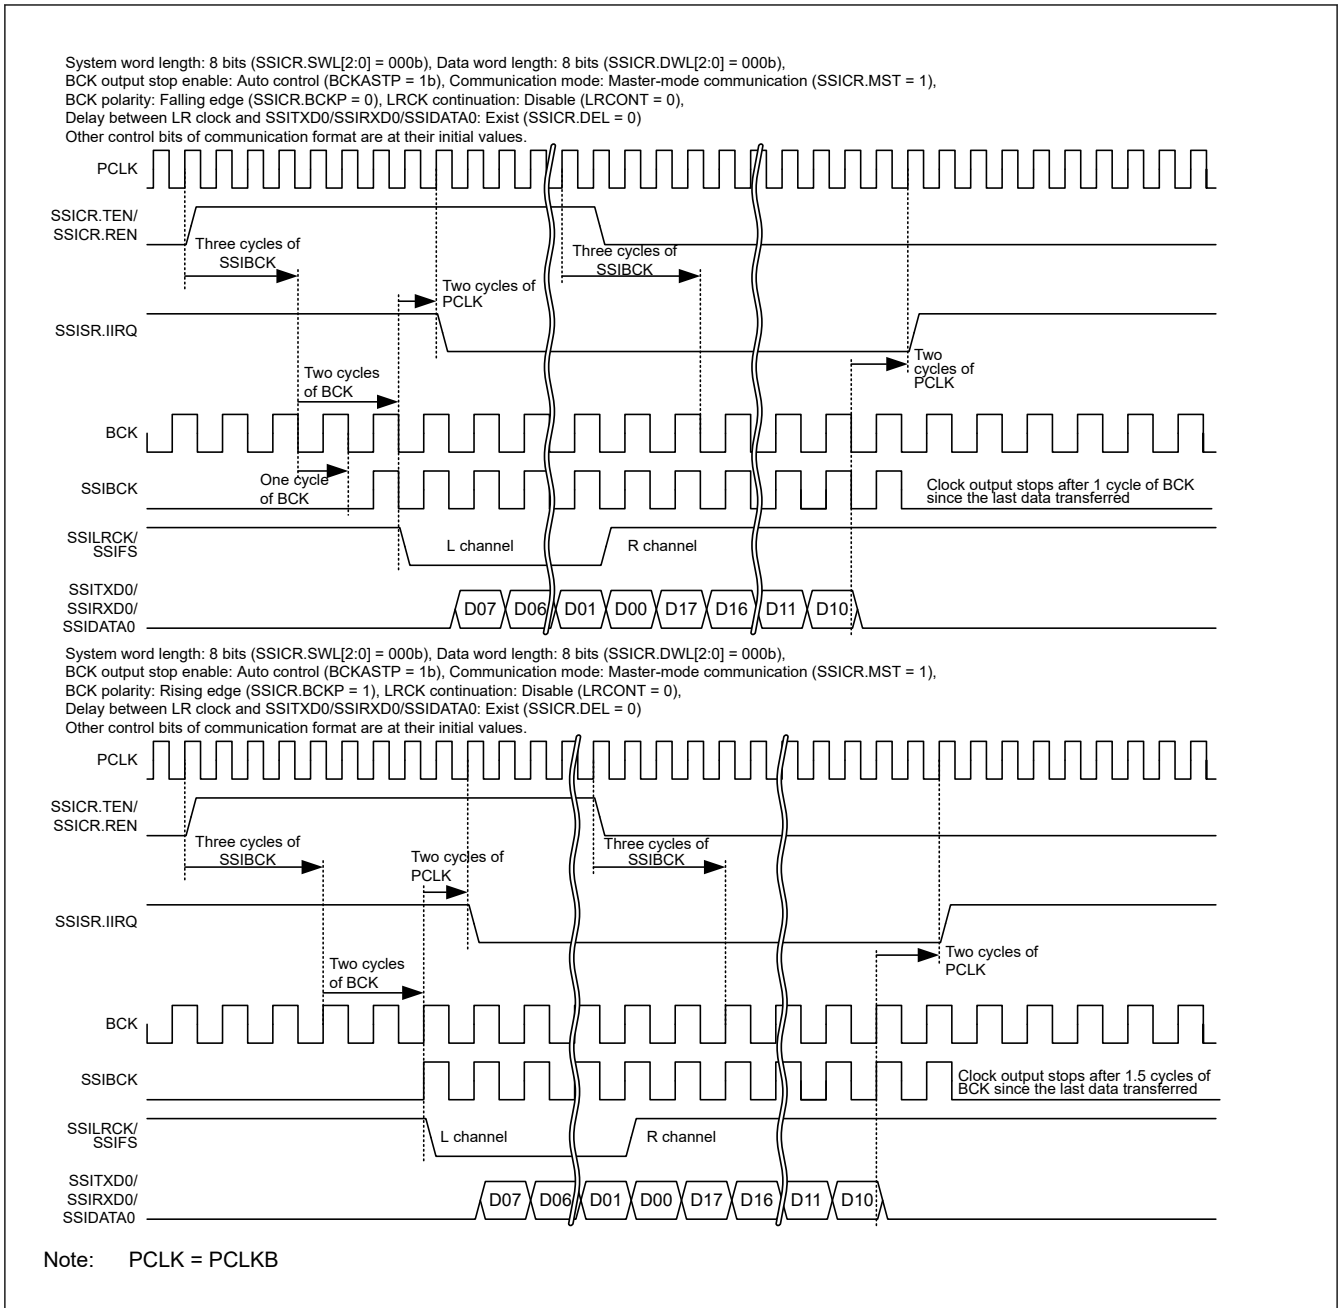 System word length: 8 bits (SSICR.SWL[2:0] = 000b), Data word length: 8 bits (SSICR.DWL[2:0] = 000b),
BCK output stop enable: Auto control (BCKASTP = 1b), Communication mode: Master-mode communication (SSICR.MST = 1),
BCK polarity: Falling edge (SSICR.BCKP = 0), LRCK continuation: Disable (LRCONT = 0),
Delay between LR clock and SSITXD0/SSIRXD0/SSIDATA0: Exist (SSICR.DEL = 0)
Other control bits of communication format are at their initial values.
PCLK
SSICR.TEN/
SSICR.REN
Three cycles of
SSIBCK
Three cycles of
SSIBCK
Two cycles of
PCLK
SSISR.IIRQ
Two
cycles of
PCLK
Two cycles
of BCK
BCK
One cycle
of BCK
SSIBCK
Clock output stops after 1 cycle of BCK
since the last data transferred
SSILRCK/
SSIFS
L channel
R channel
SSITXD0/
SSIRXD0/
SSIDATA0
D07 D06 D01 D00 D17 D16 D11 D10
System word length: 8 bits (SSICR.SWL[2:0] = 000b), Data word length: 8 bits (SSICR.DWL[2:0] = 000b),
BCK output stop enable: Auto control (BCKASTP = 1b), Communication mode: Master-mode communication (SSICR.MST = 1),
BCK polarity: Rising edge (SSICR.BCKP = 1), LRCK continuation: Disable (LRCONT = 0),
Delay between LR clock and SSITXD0/SSIRXD0/SSIDATA0: Exist (SSICR.DEL = 0)
Other control bits of communication format are at their initial values.
PCLK
SSICR.TEN/
SSICR.REN
Three cycles of
SSIBCK
Two cycles of
PCLK
Three cycles of
SSIBCK
SSISR.IIRQ
Two cycles of
PCLK
Two cycles
of BCK
BCK
SSIBCK
Clock output stops after 1.5 cycles of
BCK since the last data transferred
SSILRCK/
SSIFS
L channel
R channel
SSITXD0/
SSIRXD0/
SSIDATA0
D07 D06 D01 D00 D17 D16 D11 D10
Note: PCLK = PCLKB